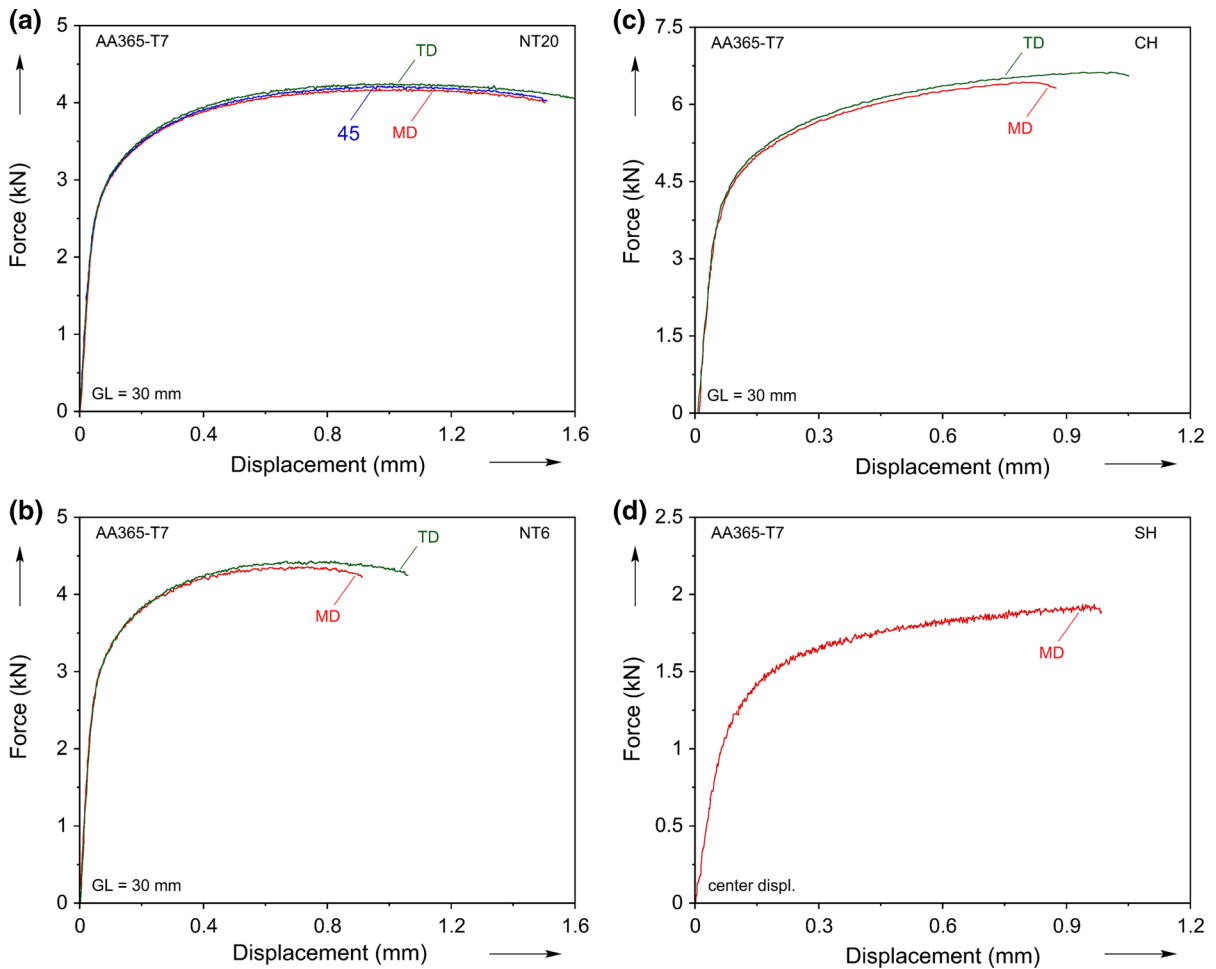 (a)
AA365-T7
NT20
TD
45
MD
GL = 30 mm
Force (kN)
5
4
3
2
1
0
0
0.4
0.8
1.2
1.6
Displacement (mm)
(c)
AA365-T7
CH
TD
MD
GL = 30 mm
Force (kN)
7.5
6
4.5
3
1.5
0
0
0.3
0.6
0.9
1.2
Displacement (mm)
(b)
AA365-T7
NT6
TD
MD
GL = 30 mm
Force (kN)
5
4
3
2
1
0
0
0.4
0.8
1.2
1.6
Displacement (mm)
(d)
AA365-T7
SH
MD
center displ.
Force (kN)
2.5
2
1.5
1
0.5
0
0
0.3
0.6
0.9
1.2
Displacement (mm)